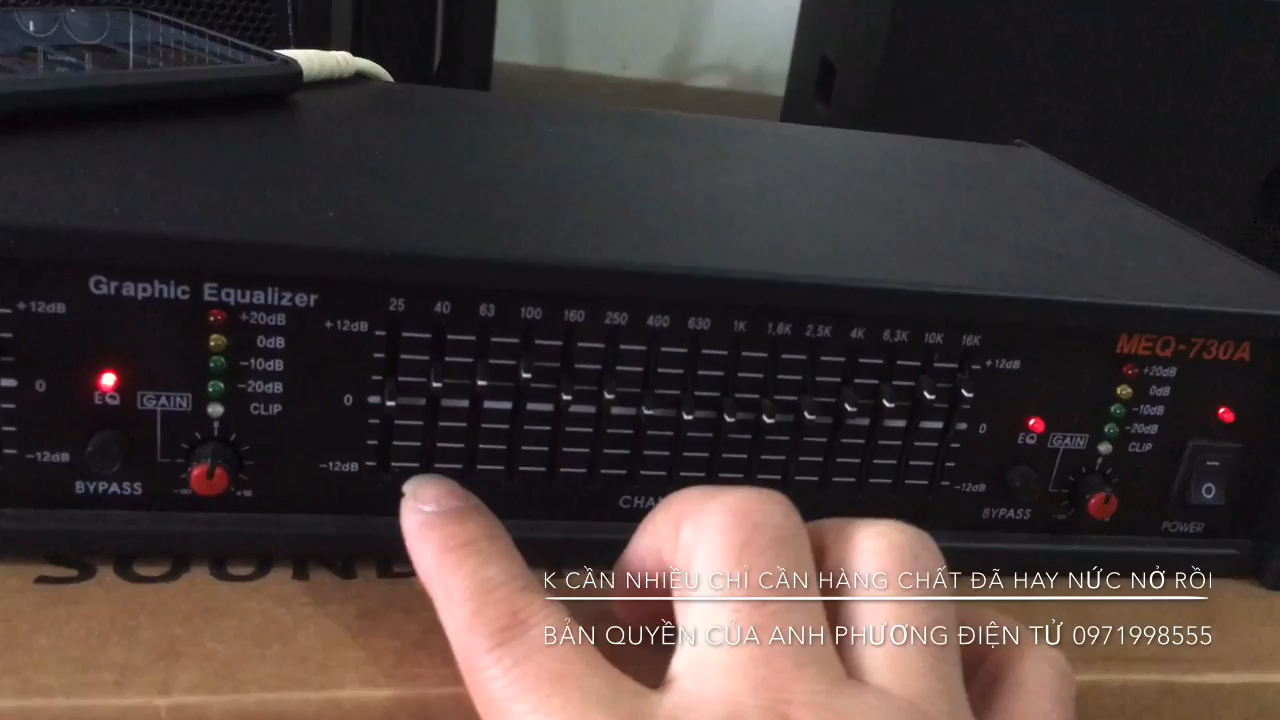 Graphic Equalizer
+12dB
0
-12dB
EQ
BYPASS
GAIN
+20dB
0dB
-10dB
-20dB
CLIP
+12dB
0
-12dB
25 40 63 100 160 250 400 630 1K 1,6K 2,5K 4K 6,3K 10K 16K
+12dB
0
-12dB
MEQ-730A
+20dB
0dB
-10dB
-20dB
CLIP
EQ
GAIN
BYPASS
POWER
K CẦN NHIỀU CHỈ CẦN HÀNG CHẤT ĐÃ HAY NỨC NỞ RỒI
BẢN QUYỀN CỦA ANH PHƯƠNG ĐIỆN TỬ 0971998555